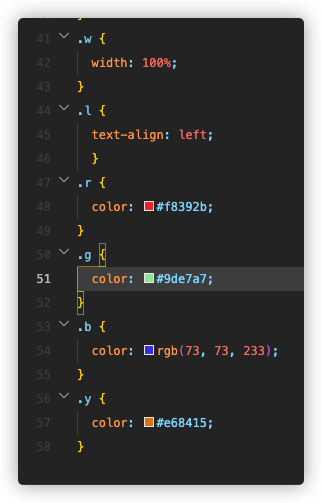 41 .w {
42 width: 100%;
43 }
44 .l {
45 text-align: left;
46 }
47 .r {
48 color: #f8392b;
49 }
50 .g {
51 color: #9de7a7;
52 }
53 .b {
54 color: rgb(73, 73, 233);
55 }
56 .y {
57 color: #e68415;
58 }